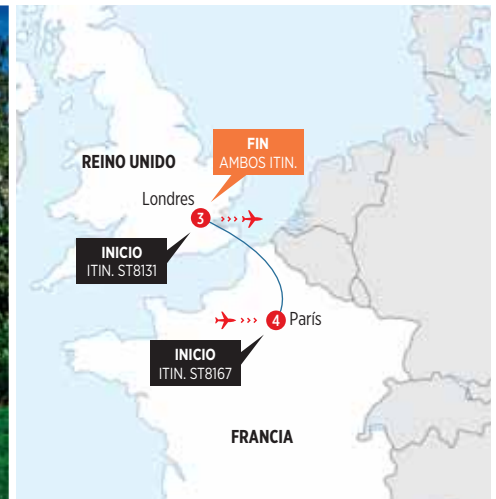 FIN
AMBOS ITIN.
REINO UNIDO
Londres
3
INICIO
ITIN. ST8131
4 París
INICIO
ITIN. ST8167
FRANCIA